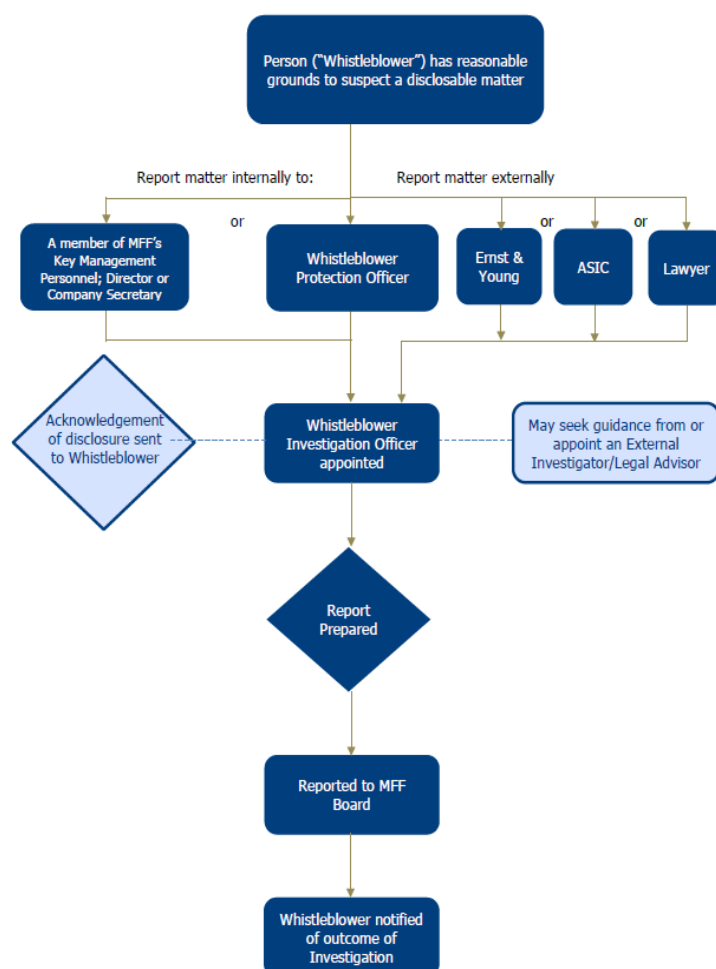 Person (“Whistleblower”) has reasonable
grounds to suspect a disclosable matter
Report matter internally to:
Report matter externally
A member of MFF’s
Key Management
Personnel; Director or
Company Secretary
or
Whistleblower
Protection Officer
Ernst &
Young
or
ASIC
or
Lawyer
Acknowledgement
of disclosure sent
to Whistleblower
Whistleblower
Investigation Officer
appointed
May seek guidance from or
appoint an External
Investigator/Legal Advisor
Report
Prepared
Reported to MFF
Board
Whistleblower notified
of outcome of
Investigation